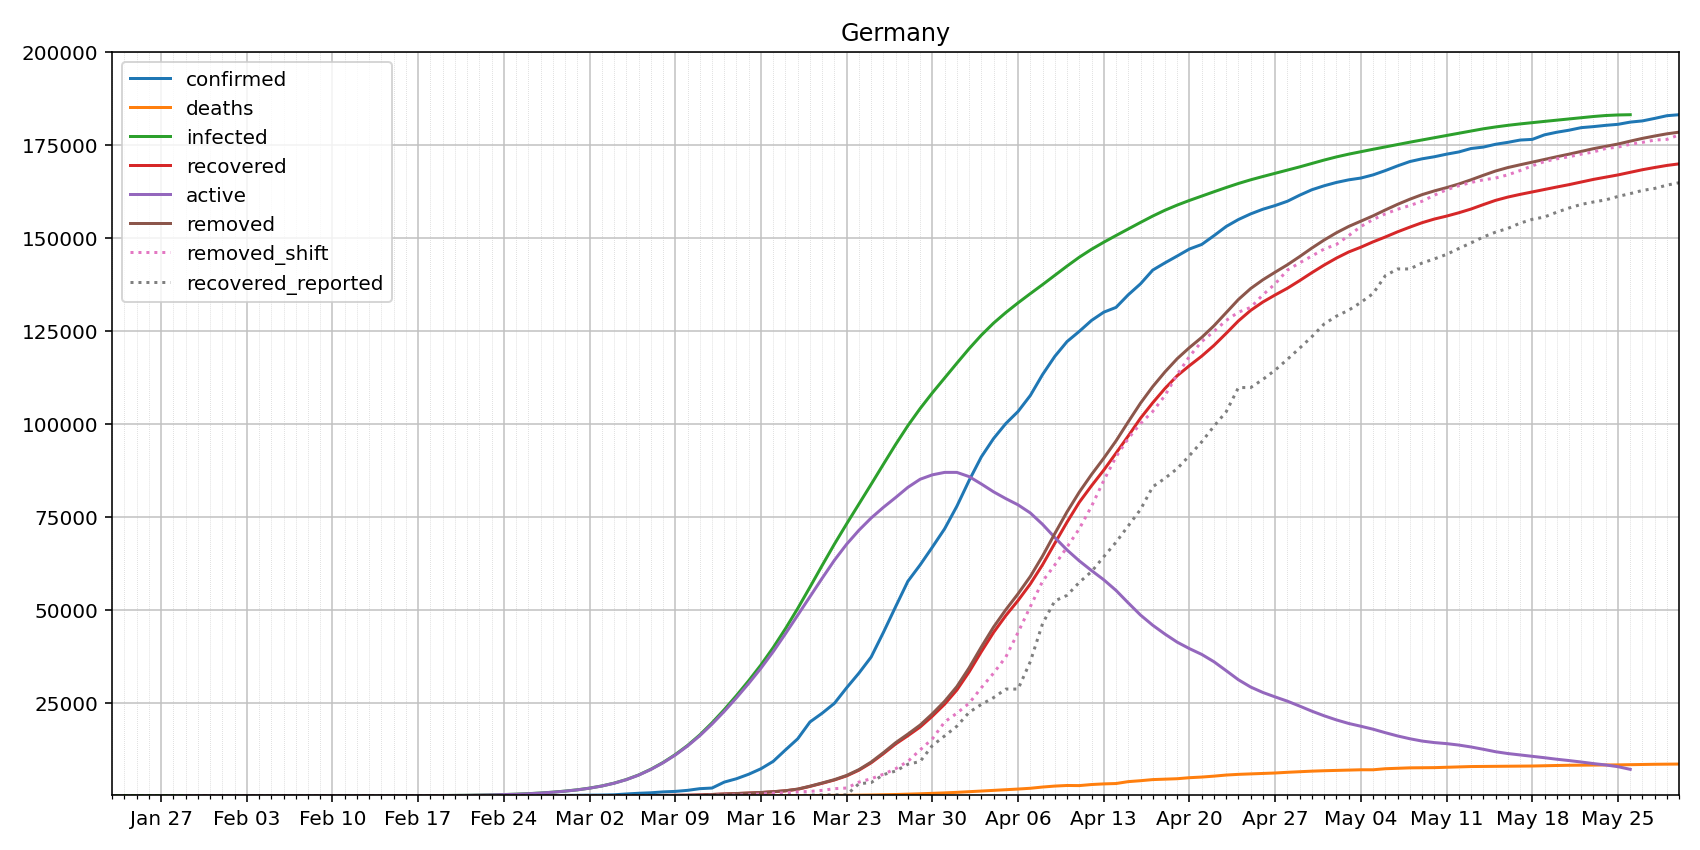 Germany
200000
175000
150000
125000
100000
75000
50000
25000
confirmed
deaths
infected
recovered
active
removed
removed_shift
recovered_reported
Jan 27 Feb 03 Feb 10 Feb 17 Feb 24 Mar 02 Mar 09 Mar 16 Mar 23 Mar 30 Apr 06 Apr 13 Apr 20 Apr 27 May 04 May 11 May 18 May 25